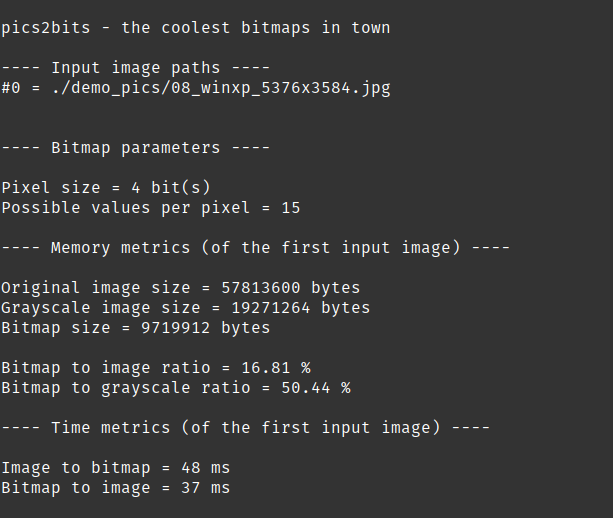 pics2bits - the coolest bitmaps in town
---- Input image paths ----
#0 = ./demo_pics/08_winxp_5376x3584.jpg
---- Bitmap parameters ----
Pixel size = 4 bit(s)
Possible values per pixel = 15
---- Memory metrics (of the first input image) ----
Original image size = 57813600 bytes
Grayscale image size = 19271264 bytes
Bitmap size = 9719912 bytes
Bitmap to image ratio = 16.81 %
Bitmap to grayscale ratio = 50.44 %
---- Time metrics (of the first input image) ----
Image to bitmap = 48 ms
Bitmap to image = 37 ms